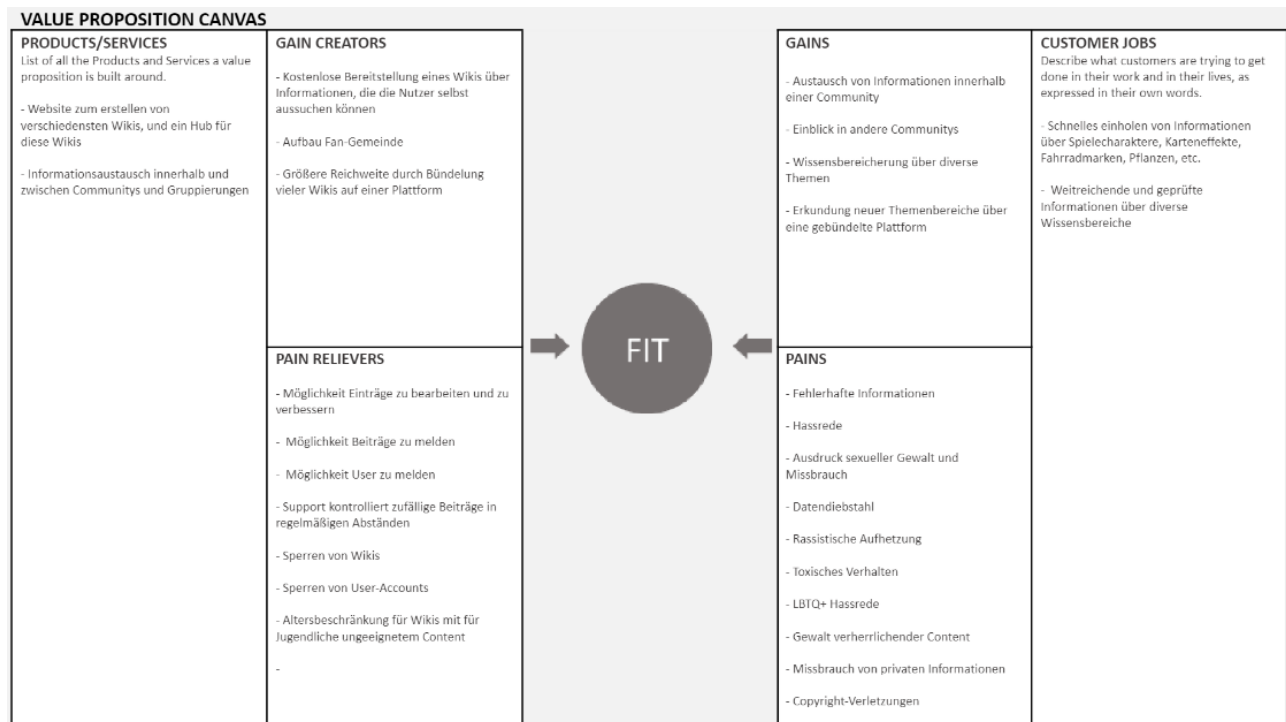 VALUE PROPOSITION CANVAS
PRODUCTS/SERVICES
List of all the Products and Services a value
proposition is built around.
- Website zum erstellen von
verschiedensten Wikis, und ein Hub für
diese Wikis
- Informationsaustausch innerhalb und
zwischen Communitys und Gruppierungen
GAIN CREATORS
- Kostenlose Bereitstellung eines Wikis über
Informationen, die die Nutzer selbst
aussuchen können
- Aufbau Fan-Gemeinde
- Größere Reichweite durch Bündelung
vieler Wikis auf einer Plattform
PAIN RELIEVERS
- Möglichkeit Einträge zu bearbeiten und zu
verbessern
- Möglichkeit Beiträge zu melden
- Möglichkeit User zu melden
- Support kontrolliert zufällige Beiträge in
regelmäßigen Abständen
- Sperren von Wikis
- Sperren von User-Accounts
- Altersbeschränkung für Wikis mit für
Jugendliche ungeeignetem Content
-
FIT
GAINS
- Austausch von Informationen innerhalb
einer Community
- Einblick in andere Communitys
- Wissensbereicherung über diverse
Themen
- Erkundung neuer Themenbereiche über
eine gebündelte Plattform
PAINS
- Fehlerhafte Informationen
- Hassrede
- Ausdruck sexueller Gewalt und
Missbrauch
- Datendiebstahl
- Rassistische Aufhetzung
- Toxisches Verhalten
- LBTQ+ Hassrede
- Gewalt verherrlichender Content
- Missbrauch von privaten Informationen
- Copyright-Verletzungen
CUSTOMER JOBS
Describe what customers are trying to get
done in their work and in their lives, as
expressed in their own words.
- Schnelles einholen von Informationen
über Spielecharaktere, Karteneffekte,
Fahrradmarken, Pflanzen, etc.
- Weitreichende und geprüfte
Informationen über diverse
Wissensbereiche